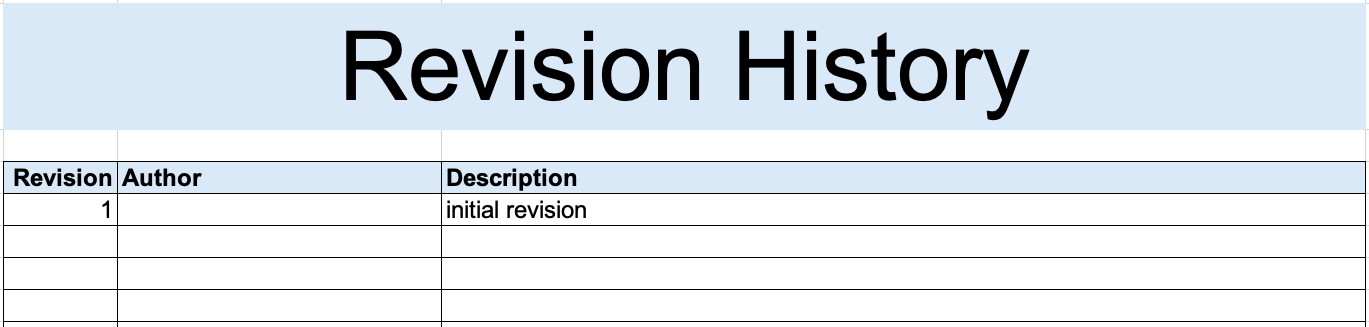 Revision History
Revision Author Description
1 initial revision